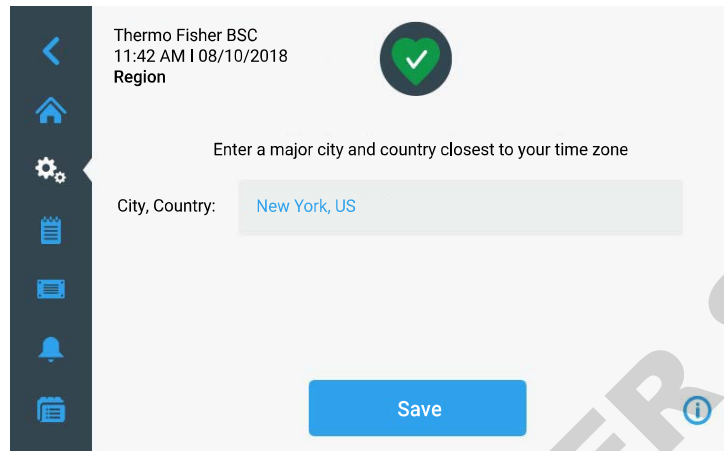 Thermo Fisher BSC
11:42 AM I 08/10/2018
Region
Enter a major city and country closest to your time zone
City, Country: New York, US
Save
ER